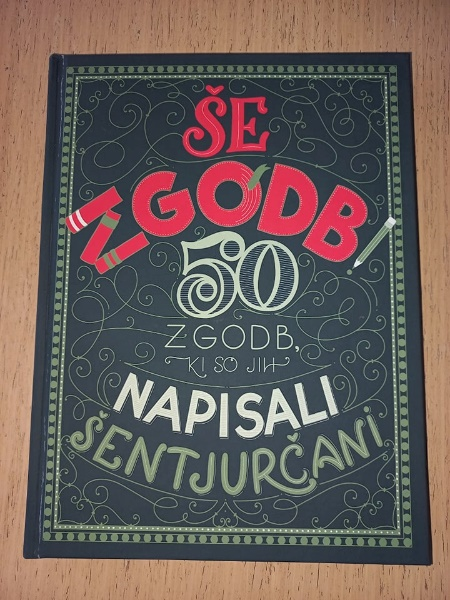 ŠE
ZGODB!
50
ZGODB,
KI SO JIH
NAPISALI
ŠENTJURČANI